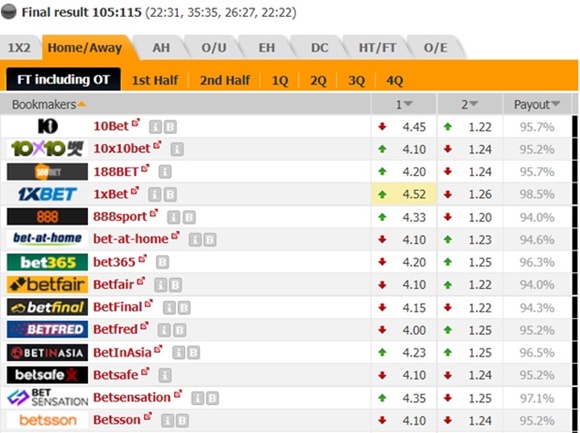 Final result 105:115 (22:31, 35:35, 26:27, 22:22)
1X2 Home/Away AH O/U EH DC HT/FT O/E
FT including OT 1st Half 2nd Half 1Q 2Q 3Q 4Q
Bookmakers 1 2 Payout
10 10Bet i B 4.45 1.22 95.7%
10X10 벳 10x10bet i 4.10 1.24 95.2%
188BET 188BET i 4.20 1.24 95.7%
1XBET 1xBet i B 4.52 1.26 98.5%
888 888sport i B 4.33 1.20 94.0%
bet-at-home bet-at-home i B 4.10 1.23 94.6%
bet365 bet365 B 4.20 1.25 96.3%
betfair Betfair i B 4.10 1.22 94.0%
betfinal BetFinal i B 4.15 1.22 94.3%
BETFRED Betfred i B 4.00 1.25 95.2%
BETINASIA BetInAsia i B 4.23 1.25 96.5%
betsafe Betsafe i 4.10 1.24 95.2%
BET SENSATION Betsensation i B 4.35 1.25 97.1%
betsson Betsson i B 4.10 1.24 95.2%